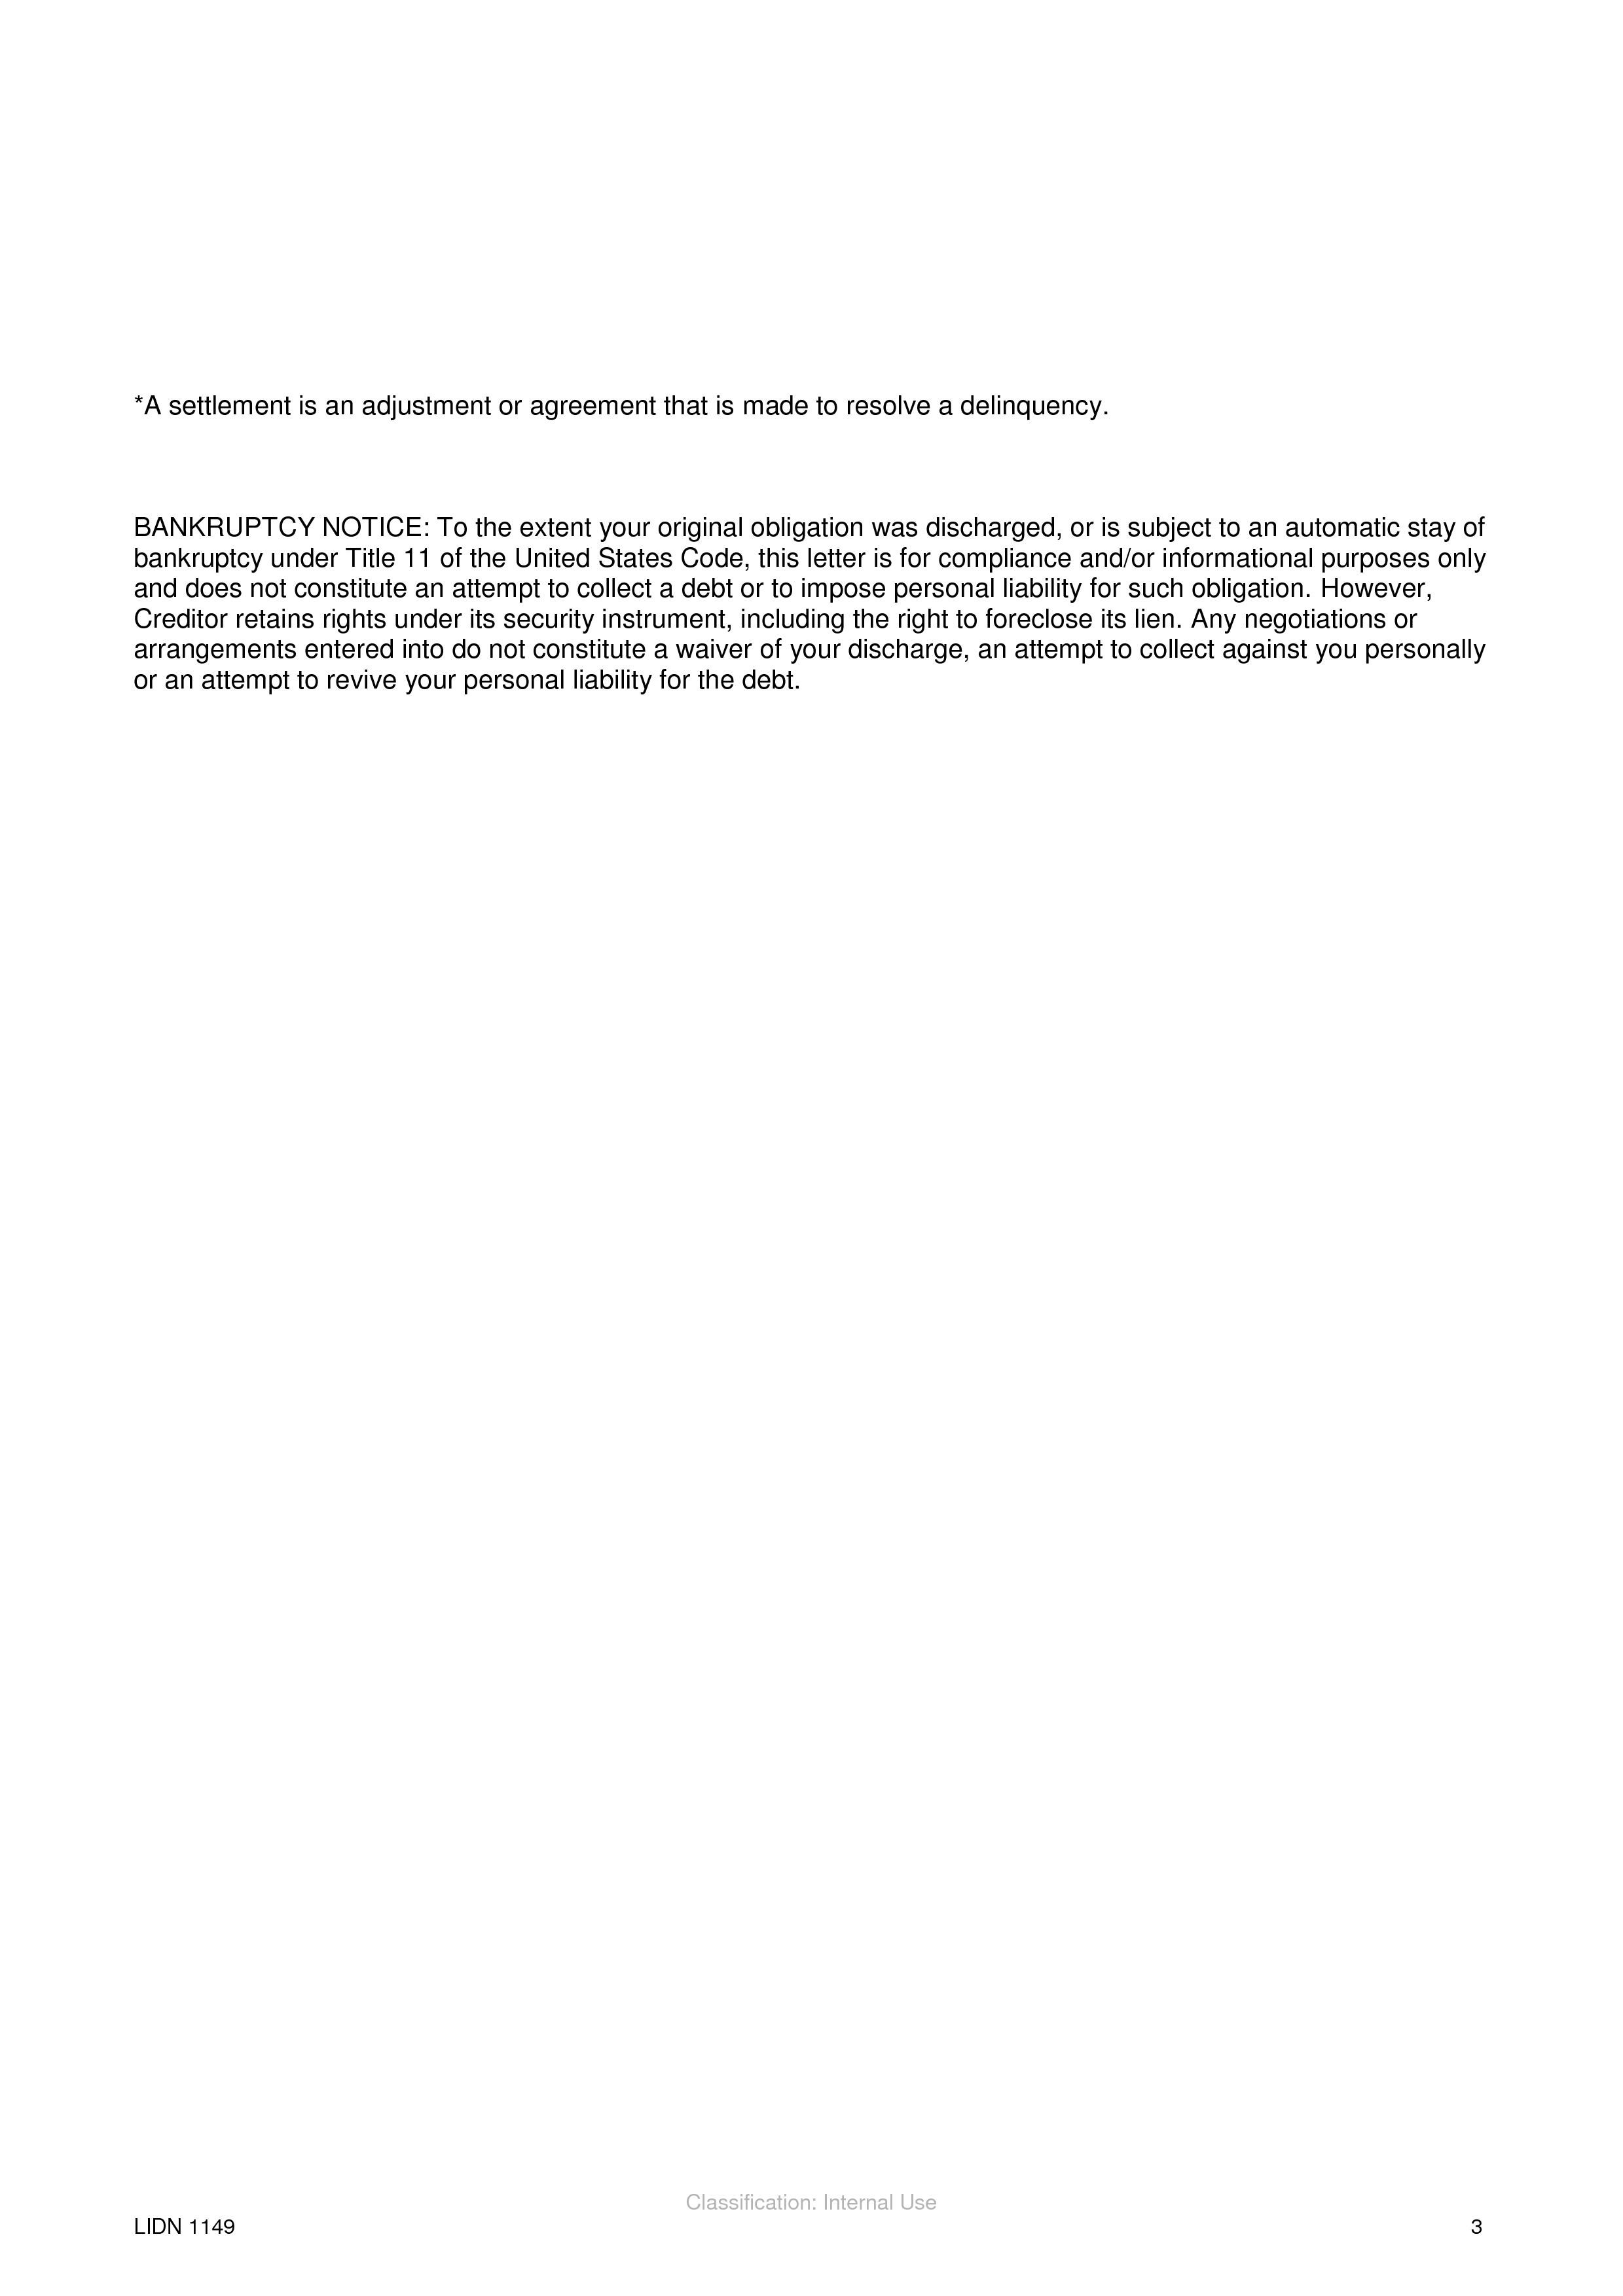 *A settlement is an adjustment or agreement that is made to resolve a delinquency.
BANKRUPTCY NOTICE: To the extent your original obligation was discharged, or is subject to an automatic stay of
bankruptcy under Title 11 of the United States Code, this letter is for compliance and/or informational purposes only
and does not constitute an attempt to collect a debt or to impose personal liability for such obligation. However,
Creditor retains rights under its security instrument, including the right to foreclose its lien. Any negotiations or
arrangements entered into do not constitute a waiver of your discharge, an attempt to collect against you personally
or an attempt to revive your personal liability for the debt.
Classification: Internal Use
LIDN 1149 3